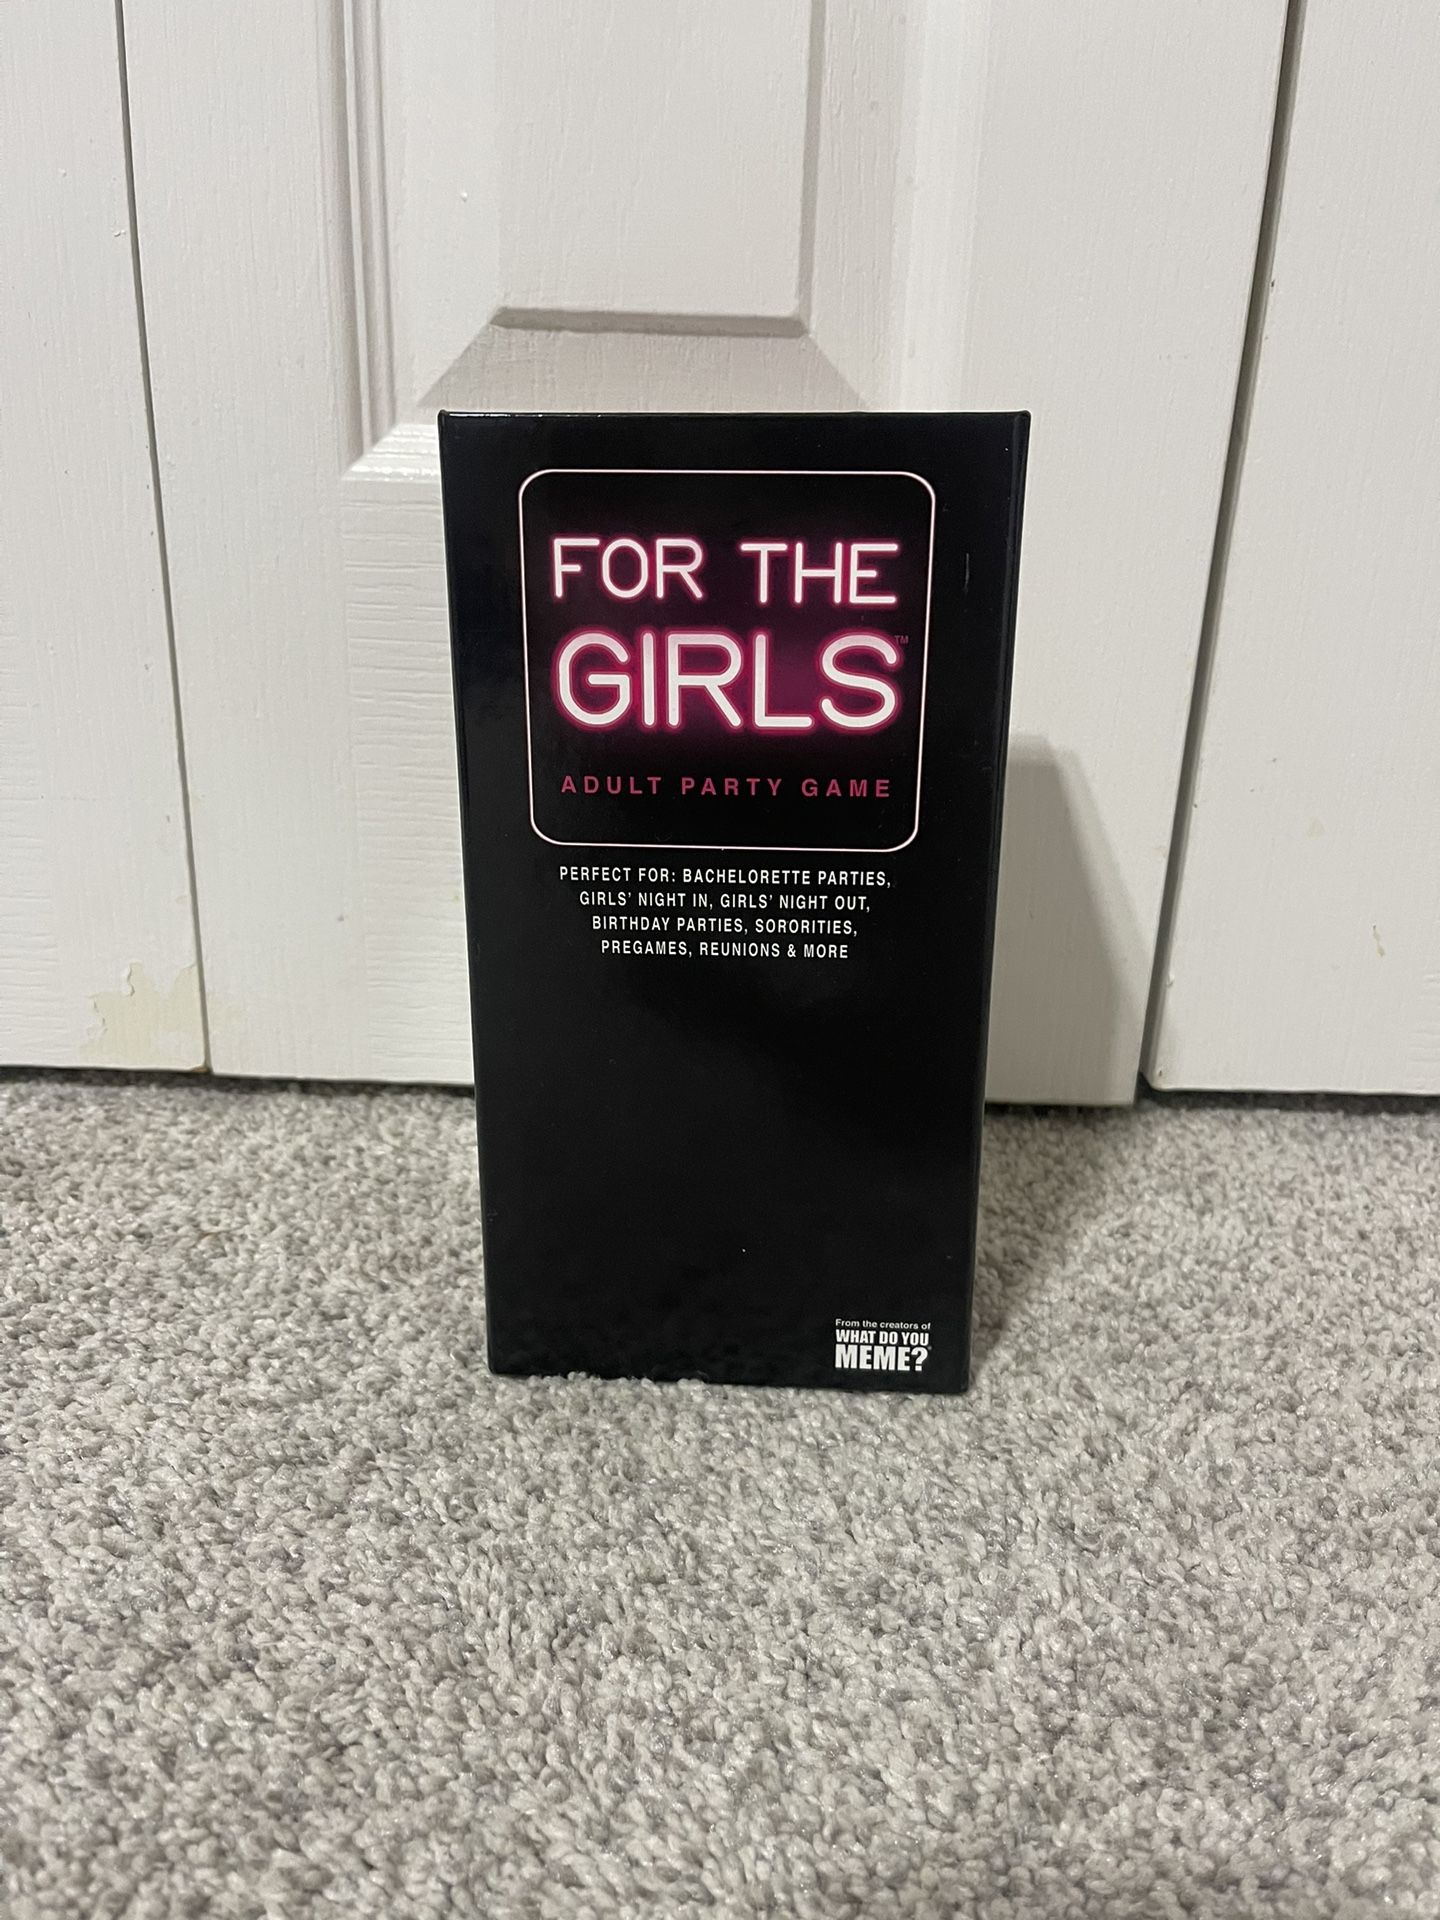 FOR THE
GIRLS™
ADULT PARTY GAME
PERFECT FOR: BACHELORETTE PARTIES,
GIRLS' NIGHT IN, GIRLS' NIGHT OUT,
BIRTHDAY PARTIES, SORORITIES,
PREGAMES, REUNIONS & MORE
From the creators of
WHAT DO YOU
MEME?®